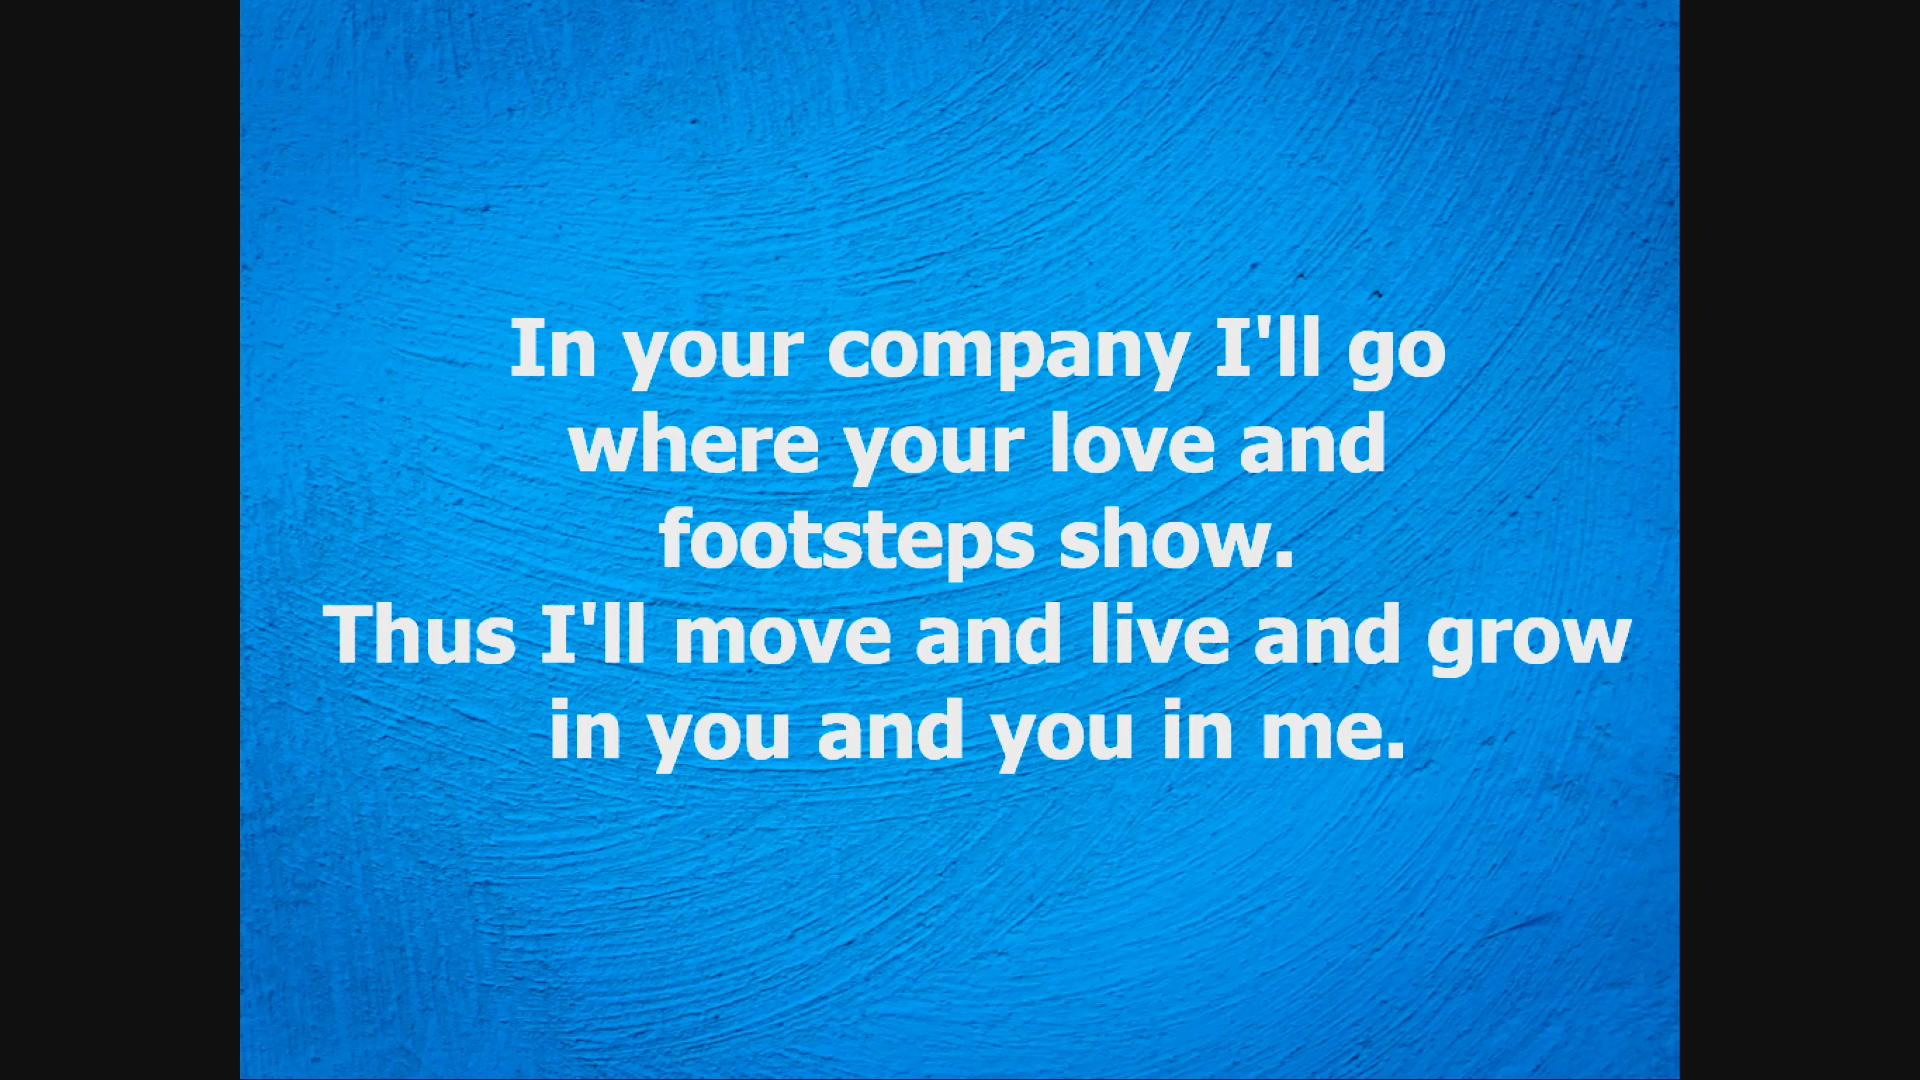 In your company I'll go
where your love and
footsteps show.
Thus I'll move and live and grow
in you and you in me.